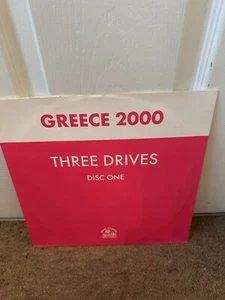 GREECE 2000
THREE DRIVES
DISC ONE